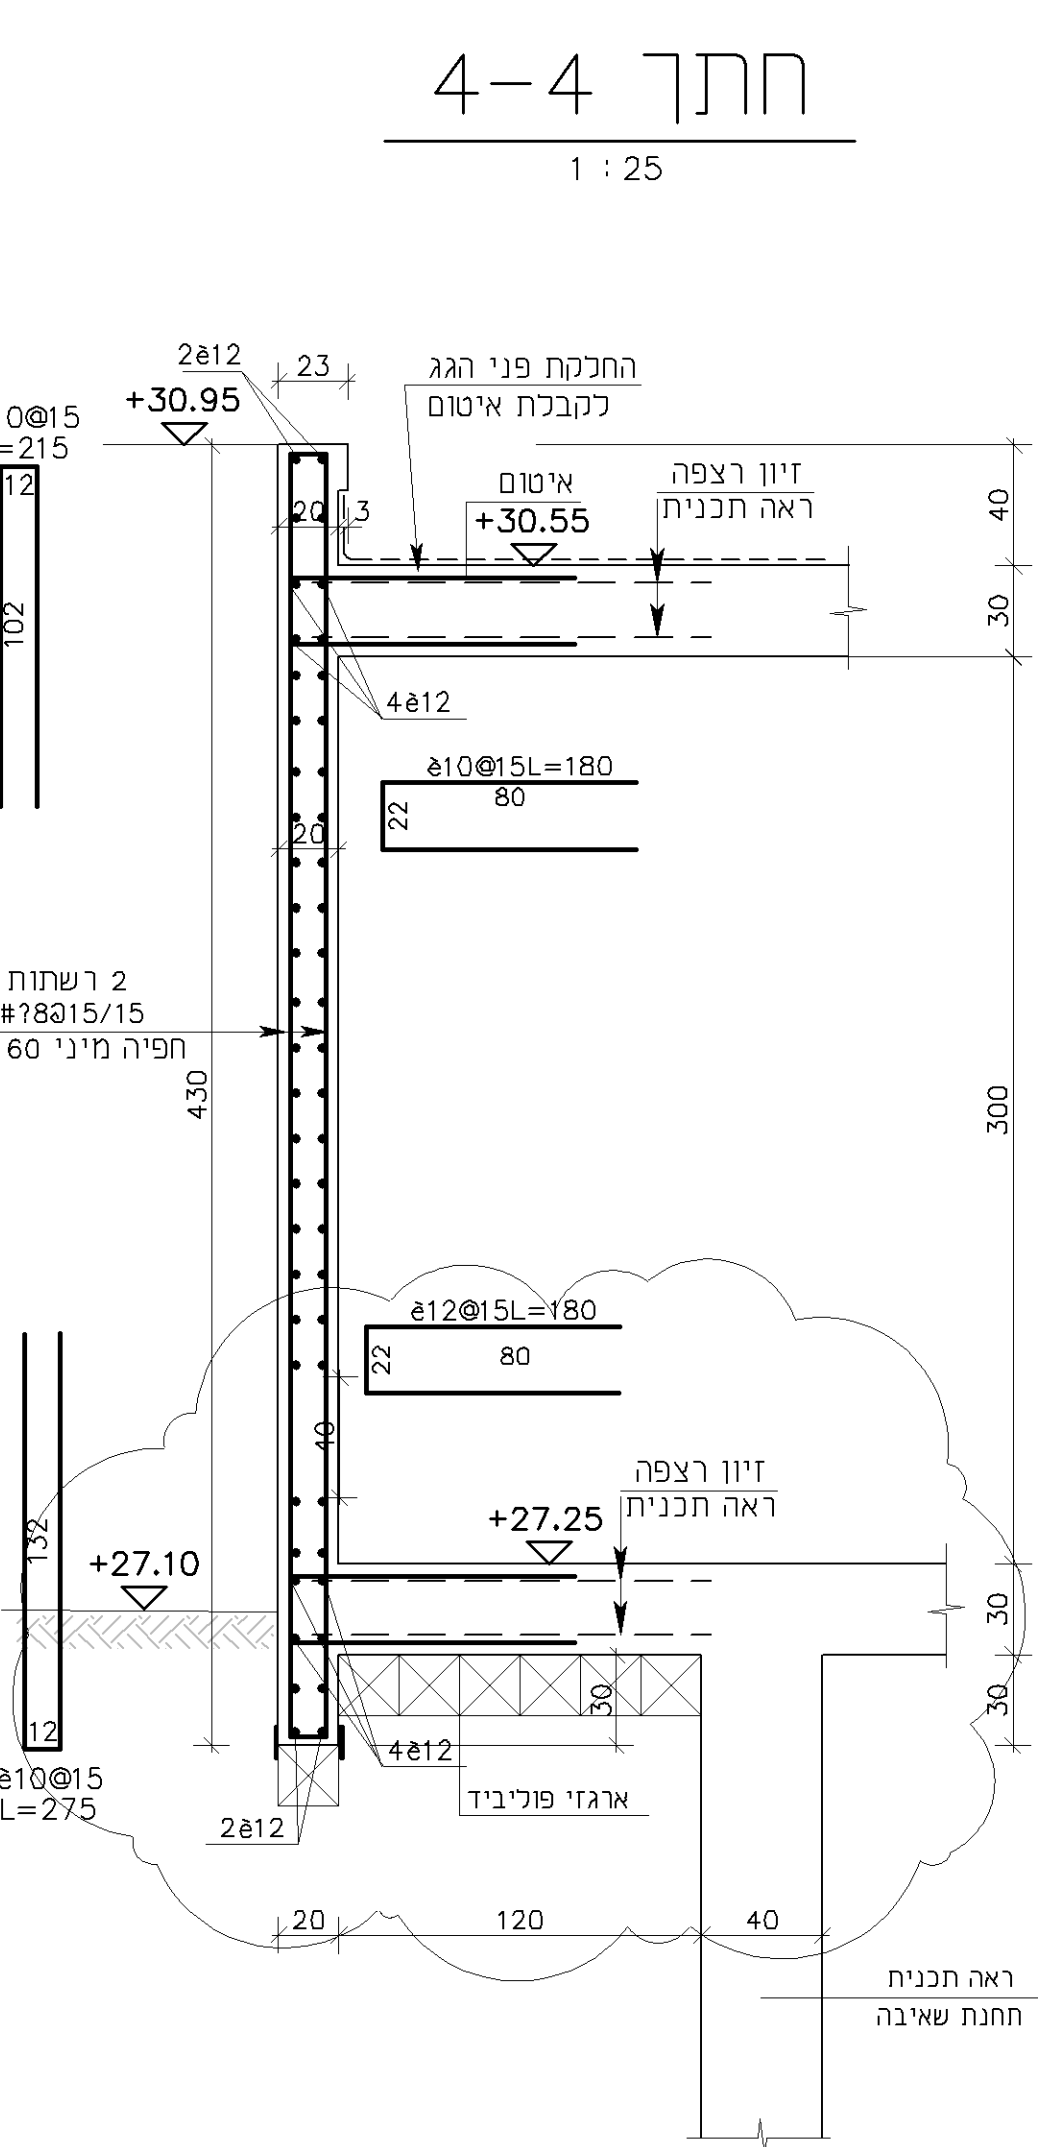 חתך 4-4
1 : 25
2è12
23
החלקת פני הגג
לקבלת איטום
+30.95
0@15
=215
12
102
איטום
זיון רצפה
ראה תכנית
20
3
+30.55
40
30
4è12
è10@15L=180
80
22
20
2 רשתות
#?8@15/15
חפיה מיני 60
430
300
è12@15L=180
22
80
40
זיון רצפה
ראה תכנית
+27.25
132
+27.10
30
30
30
12
4è12
è10@15
L=275
ארגזי פוליביד
2è12
20
120
40
ראה תכנית
תחנת שאיבה